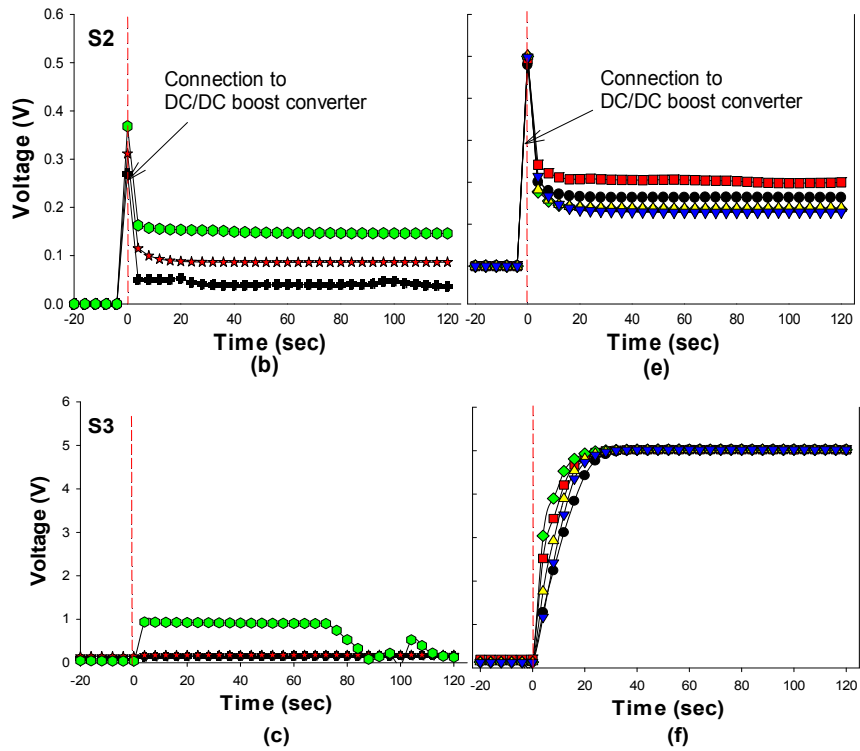 0.6
S2
0.5
Connection to
DC/DC boost converter
0.4
0.3
0.2
0.1
0.0
Voltage (V)
-20 0 20 40 60 80 100 120
Time (sec)
(b)
Connection to
DC/DC boost converter
-20 0 20 40 60 80 100 120
Time (sec)
(e)
6
S3
5
4
3
2
1
0
Voltage (V)
-20 0 20 40 60 80 100 120
Time (sec)
(c)
-20 0 20 40 60 80 100 120
Time (sec)
(f)